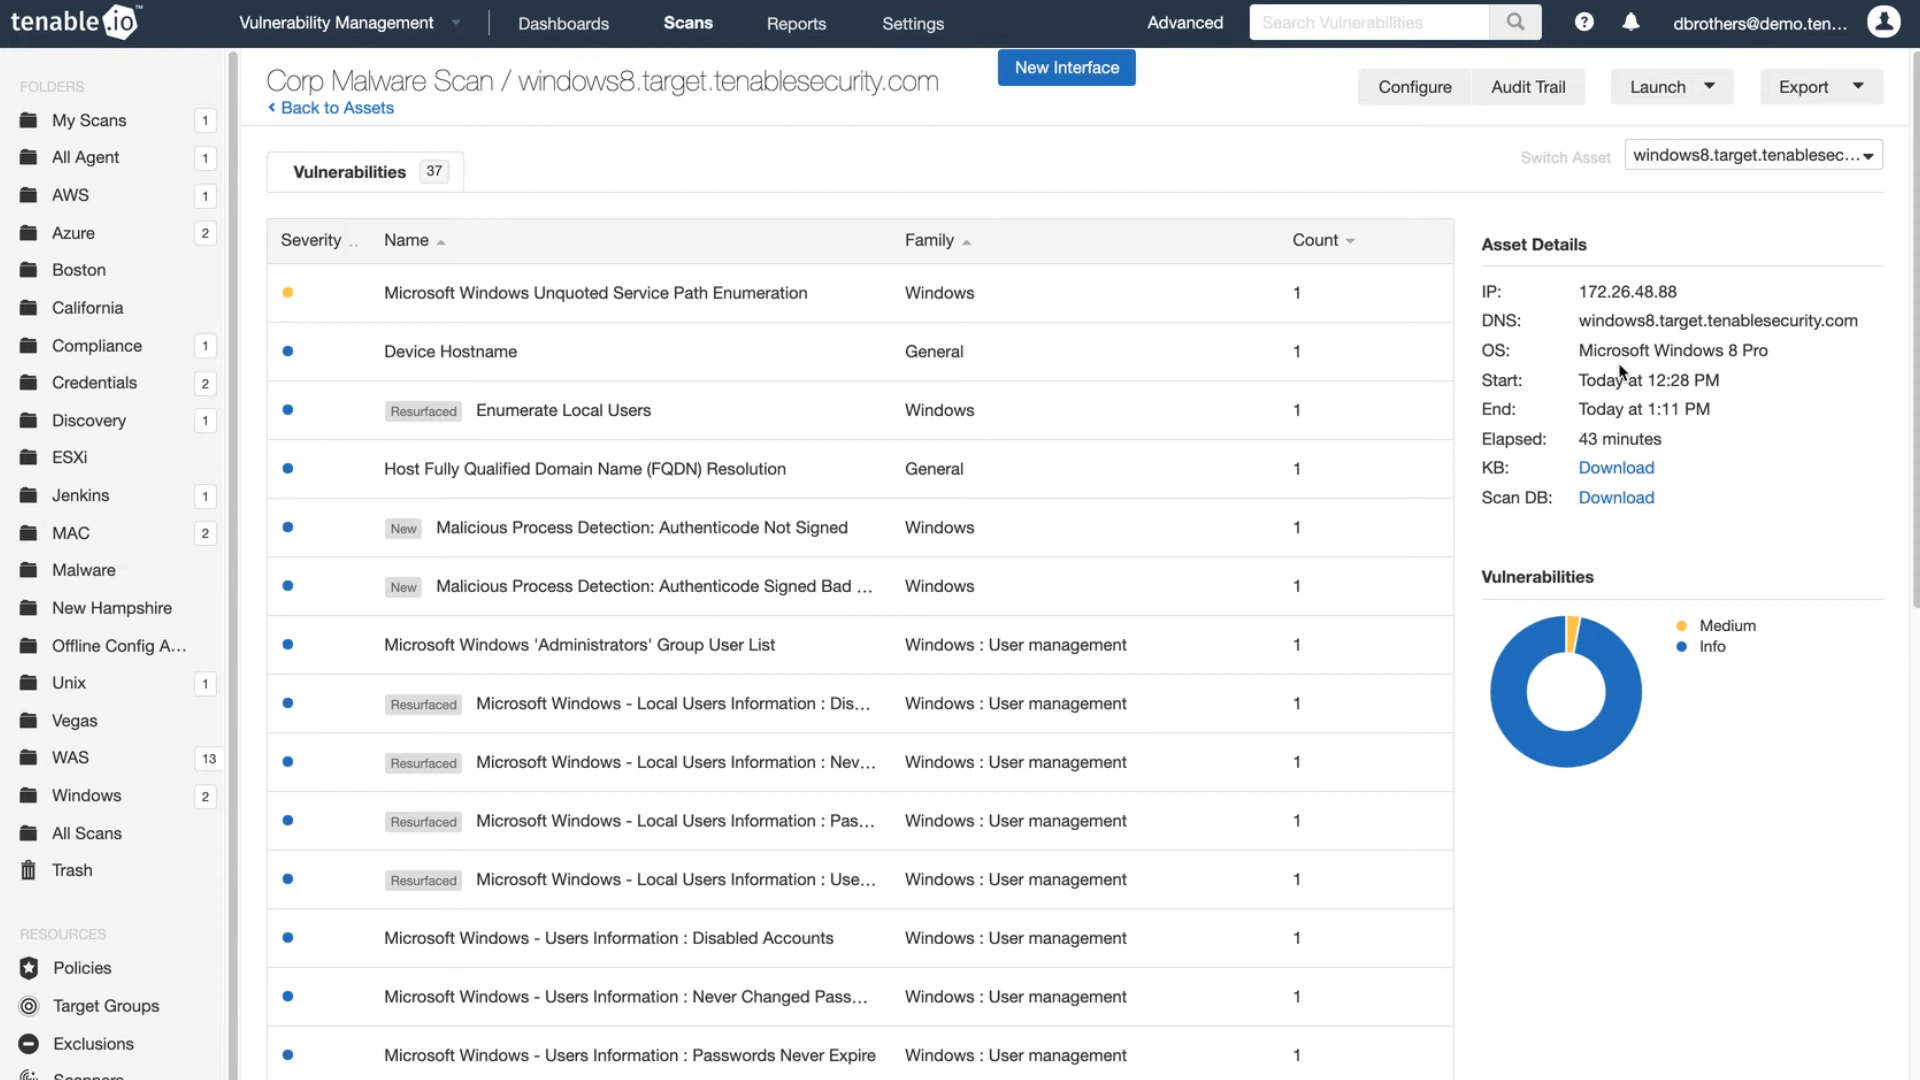 tenable.io™
Vulnerability Management
Dashboards
Scans
Reports
Settings
Advanced
Search Vulnerabilities
dbrothers@demo.ten...
New Interface
Corp Malware Scan / windows8.target.tenablesecurity.com
Back to Assets
Configure
Audit Trail
Launch
Export
FOLDERS
My Scans 1
All Agent 1
AWS 1
Azure 2
Boston
California
Compliance 1
Credentials 2
Discovery 1
ESXi
Jenkins 1
MAC 2
Malware
New Hampshire
Offline Config A...
Unix 1
Vegas
WAS 13
Windows 2
All Scans
Trash
RESOURCES
Policies
Target Groups
Exclusions
Scanners
Vulnerabilities 37
Switch Asset windows8.target.tenablesec...
Severity .. Name Family Count
Microsoft Windows Unquoted Service Path Enumeration Windows 1
Device Hostname General 1
Resurfaced Enumerate Local Users Windows 1
Host Fully Qualified Domain Name (FQDN) Resolution General 1
New Malicious Process Detection: Authenticode Not Signed Windows 1
New Malicious Process Detection: Authenticode Signed Bad ... Windows 1
Microsoft Windows 'Administrators' Group User List Windows : User management 1
Resurfaced Microsoft Windows - Local Users Information : Dis... Windows : User management 1
Resurfaced Microsoft Windows - Local Users Information : Nev... Windows : User management 1
Resurfaced Microsoft Windows - Local Users Information : Pas... Windows : User management 1
Resurfaced Microsoft Windows - Local Users Information : Use... Windows : User management 1
Microsoft Windows - Users Information : Disabled Accounts Windows : User management 1
Microsoft Windows - Users Information : Never Changed Pass... Windows : User management 1
Microsoft Windows - Users Information : Passwords Never Expire Windows : User management 1
Asset Details
IP: 172.26.48.88
DNS: windows8.target.tenablesecurity.com
OS: Microsoft Windows 8 Pro
Start: Today at 12:28 PM
End: Today at 1:11 PM
Elapsed: 43 minutes
KB: Download
Scan DB: Download
Vulnerabilities
Medium
Info